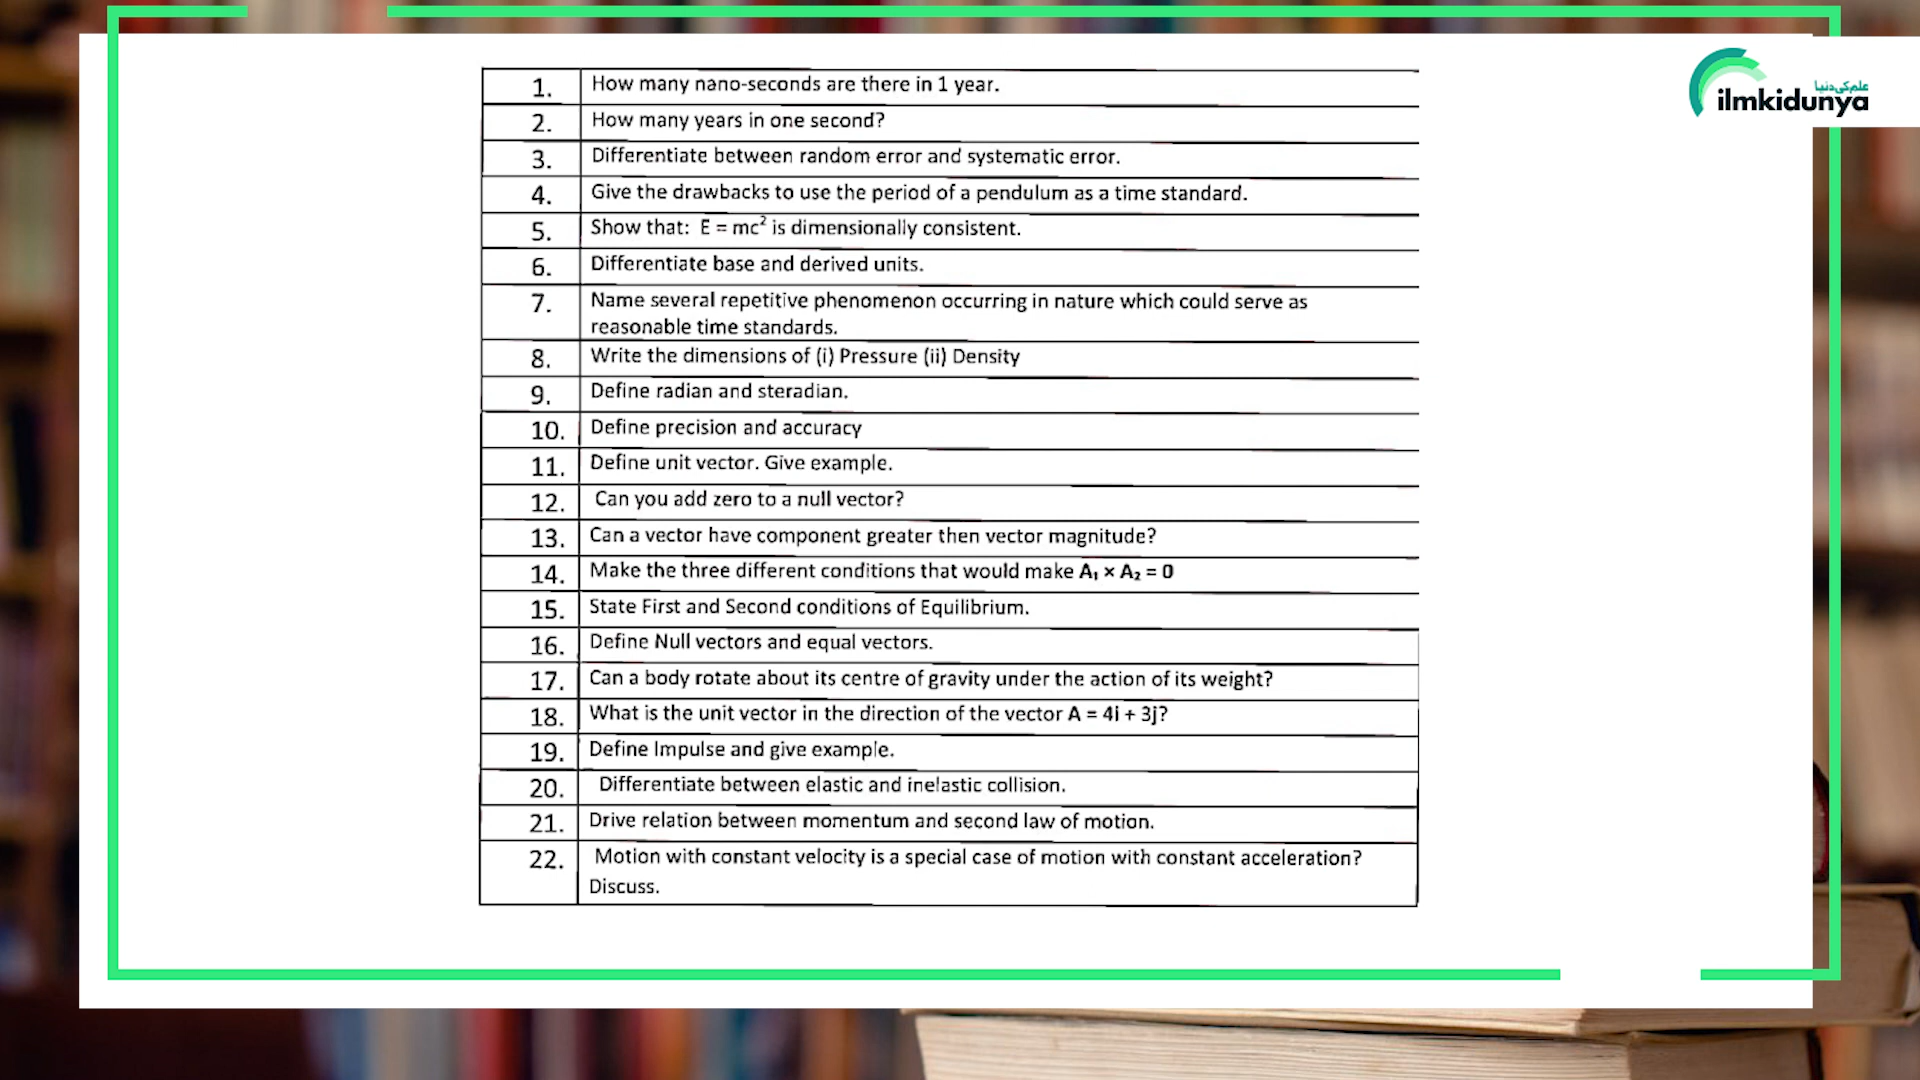 علم کی دنیا
ilmkidunya
1. How many nano-seconds are there in 1 year.
2. How many years in one second?
3. Differentiate between random error and systematic error.
4. Give the drawbacks to use the period of a pendulum as a time standard.
5. Show that: E = mc² is dimensionally consistent.
6. Differentiate base and derived units.
7. Name several repetitive phenomenon occurring in nature which could serve as
reasonable time standards.
8. Write the dimensions of (i) Pressure (ii) Density
9. Define radian and steradian.
10. Define precision and accuracy
11. Define unit vector. Give example.
12. Can you add zero to a null vector?
13. Can a vector have component greater then vector magnitude?
14. Make the three different conditions that would make A₁ × A₂ = 0
15. State First and Second conditions of Equilibrium.
16. Define Null vectors and equal vectors.
17. Can a body rotate about its centre of gravity under the action of its weight?
18. What is the unit vector in the direction of the vector A = 4i + 3j?
19. Define Impulse and give example.
20. Differentiate between elastic and inelastic collision.
21. Drive relation between momentum and second law of motion.
22. Motion with constant velocity is a special case of motion with constant acceleration?
Discuss.